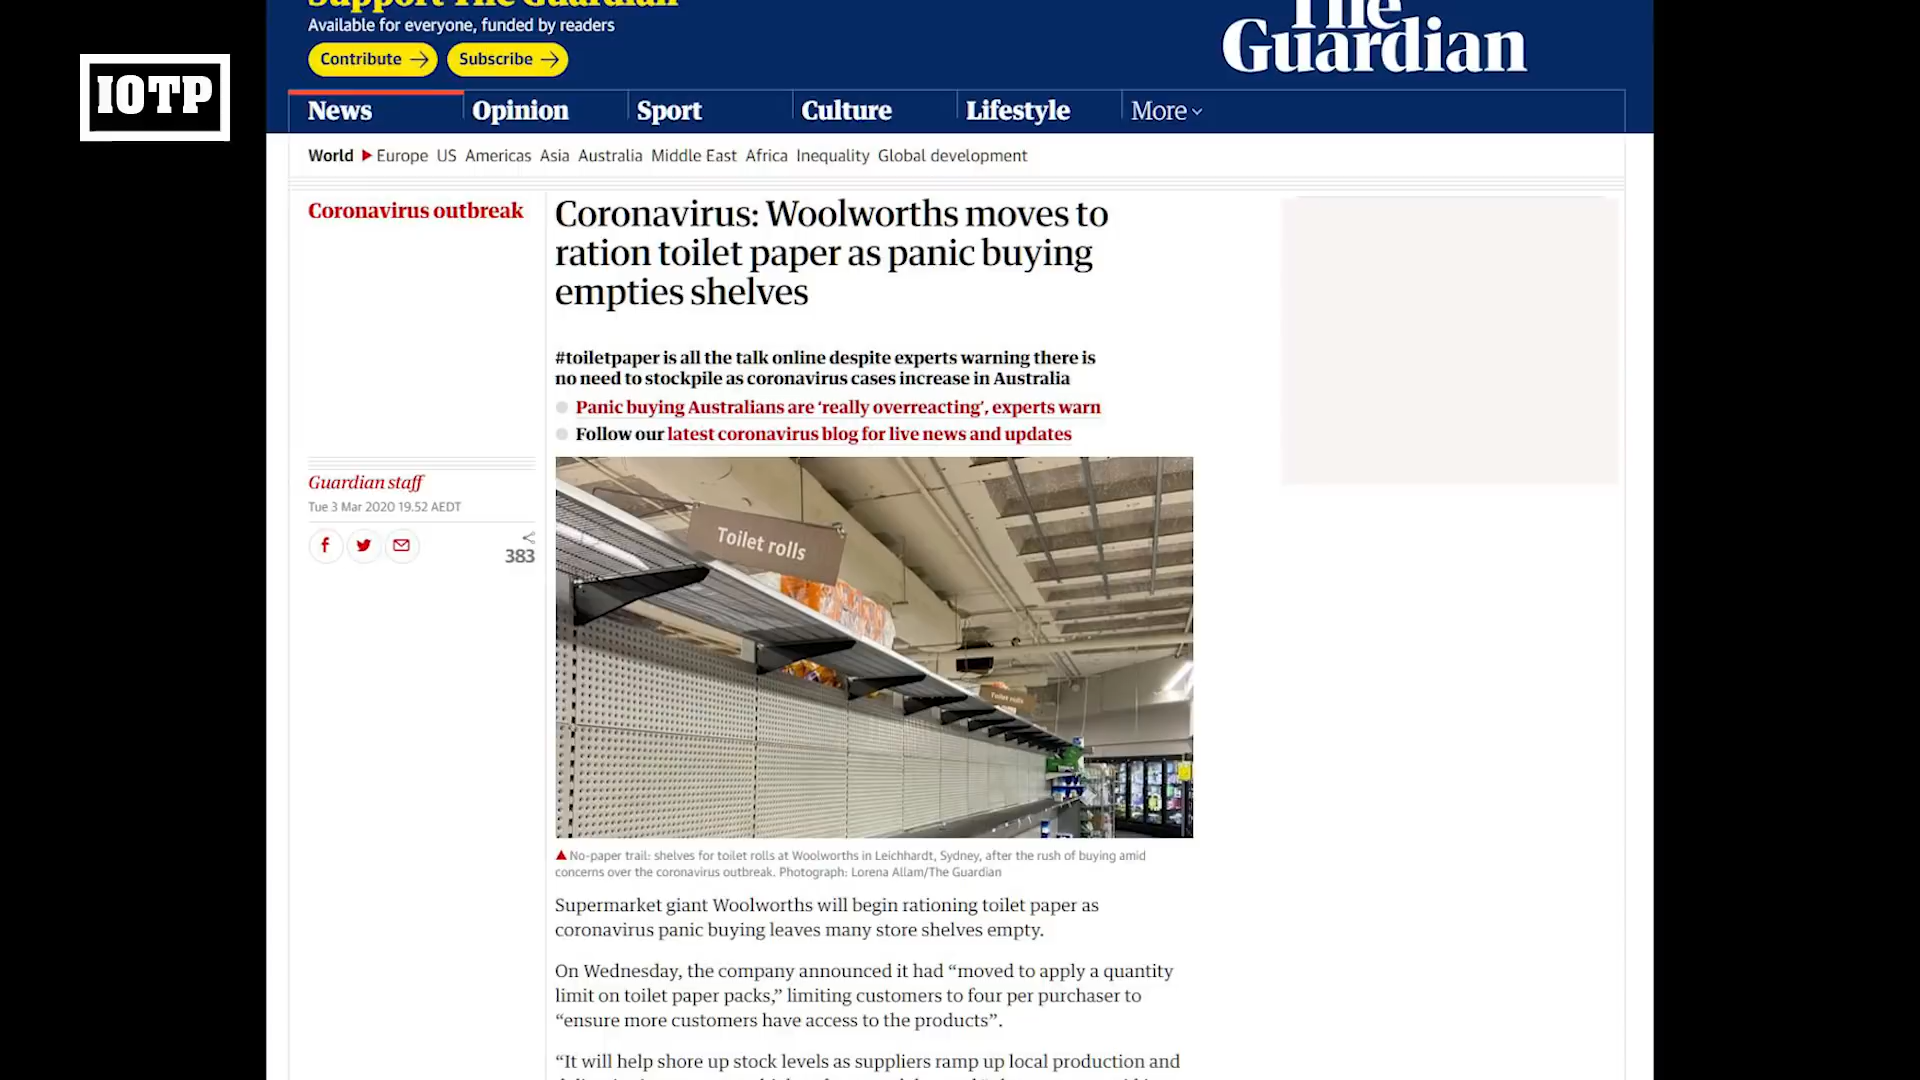 Support The Guardian
Available for everyone, funded by readers
Contribute →
Subscribe →
The
Guardian
IOTP
News
Opinion
Sport
Culture
Lifestyle
More
World
Europe US Americas Asia Australia Middle East Africa Inequality Global development
Coronavirus outbreak
Coronavirus: Woolworths moves to
ration toilet paper as panic buying
empties shelves
#toiletpaper is all the talk online despite experts warning there is
no need to stockpile as coronavirus cases increase in Australia
Panic buying Australians are ‘really overreacting’, experts warn
Follow our latest coronavirus blog for live news and updates
Guardian staff
Tue 3 Mar 2020 19.52 AEDT
383
Toilet rolls
Toilet rolls
No-paper trail: shelves for toilet rolls at Woolworths in Leichhardt, Sydney, after the rush of buying amid
concerns over the coronavirus outbreak. Photograph: Lorena Allam/The Guardian
Supermarket giant Woolworths will begin rationing toilet paper as
coronavirus panic buying leaves many store shelves empty.
On Wednesday, the company announced it had “moved to apply a quantity
limit on toilet paper packs,” limiting customers to four per purchaser to
“ensure more customers have access to the products”.
“It will help shore up stock levels as suppliers ramp up local production and